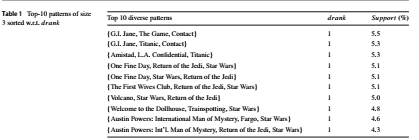 Table 1 Top-10 patterns of size
3 sorted w.r.t. drank
Top 10 diverse patterns drank Support (%)
{G.I. Jane, The Game, Contact} 1 5.5
{G.I. Jane, Titanic, Contact} 1 5.3
{Amistad, L.A. Confidential, Titanic} 1 5.3
{One Fine Day, Return of the Jedi, Star Wars} 1 5.1
{One Fine Day, Star Wars, Return of the Jedi} 1 5.1
{The First Wives Club, Return of the Jedi, Star Wars} 1 5.1
{Volcano, Star Wars, Return of the Jedi} 1 5.0
{Welcome to the Dollhouse, Trainspotting, Star Wars} 1 4.8
{Austin Powers: International Man of Mystery, Fargo, Star Wars} 1 4.6
{Austin Powers: Int'l. Man of Mystery, Return of the Jedi, Star Wars} 1 4.3